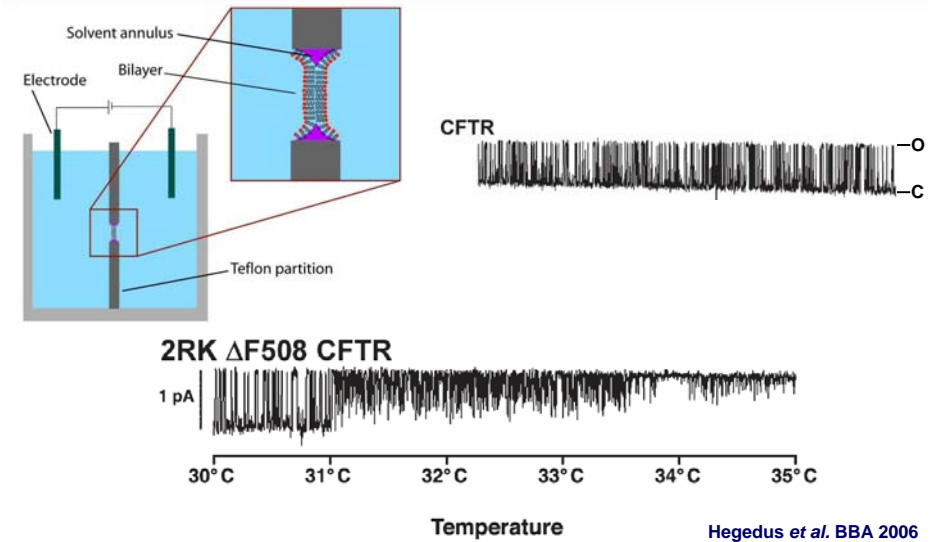 Solvent annulus
Bilayer
Electrode
Teflon partition
CFTR
–O
–C
2RK ΔF508 CFTR
1 pA
30°C 31°C 32°C 33°C 34°C 35°C
Temperature
Hegedus et al. BBA 2006